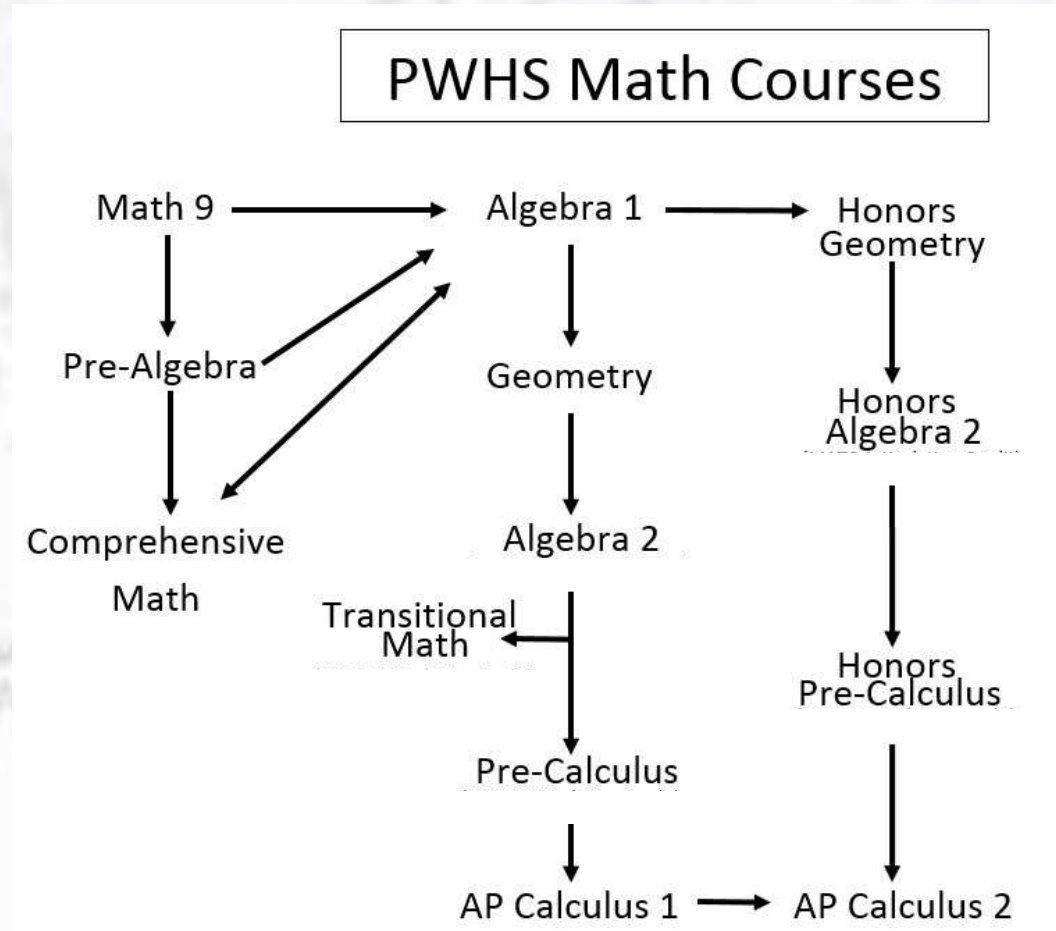 PWHS Math Courses
Math 9
Algebra 1
Honors
Geometry
Pre-Algebra
Geometry
Honors
Algebra 2
Comprehensive
Math
Algebra 2
Transitional
Math
Honors
Pre-Calculus
Pre-Calculus
AP Calculus 1
AP Calculus 2